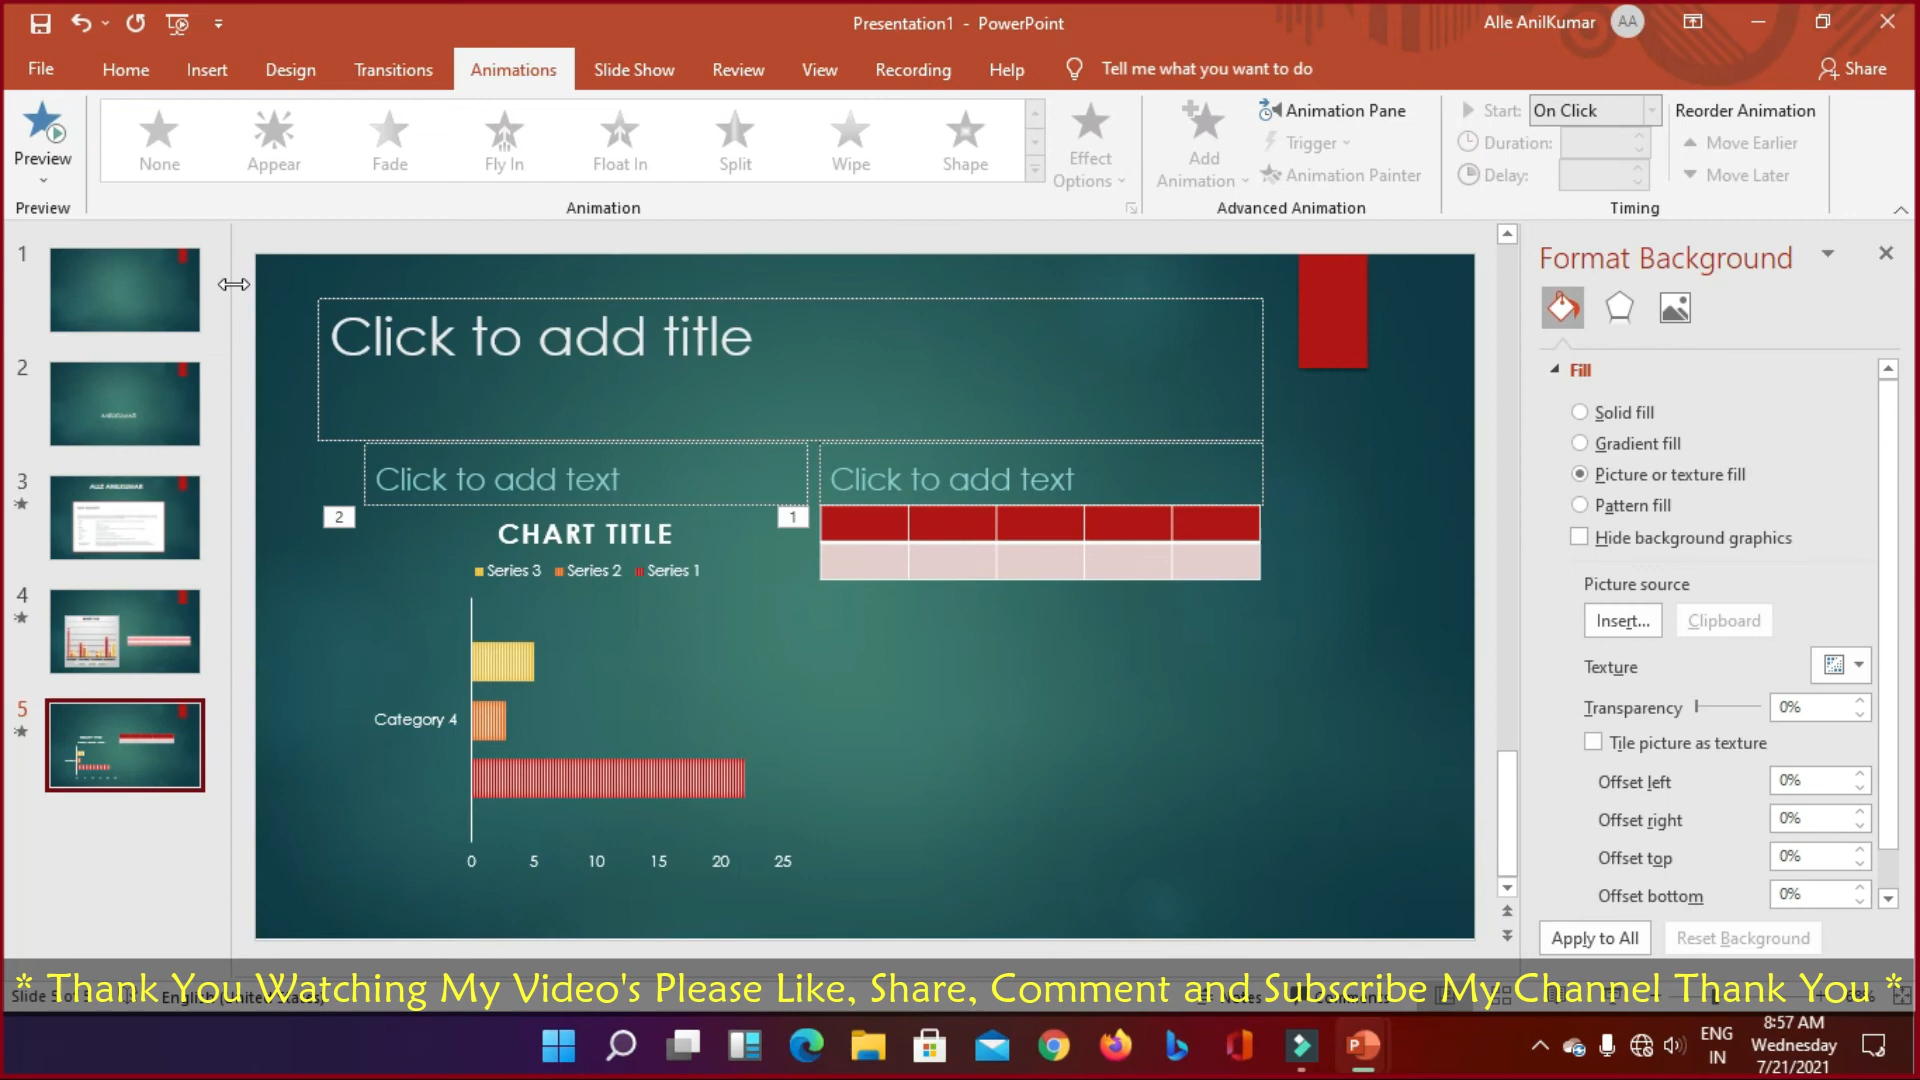 Presentation1 - PowerPoint
Alle AnilKumar AA
File Home Insert Design Transitions Animations Slide Show Review View Recording Help Tell me what you want to do Share
Preview
Preview
None Appear Fade Fly In Float In Split Wipe Shape
Animation
Effect
Options
Add
Animation
Animation Pane
Trigger
Animation Painter
Advanced Animation
Start: On Click
Duration:
Delay:
Timing
Reorder Animation
Move Earlier
Move Later
1
2
ANILKUMAR
3
ALLE ANILKUMAR
4
5
Click to add title
Click to add text
Click to add text
2
1
CHART TITLE
Series 3 Series 2 Series 1
Category 4
0 5 10 15 20 25
Format Background
Fill
Solid fill
Gradient fill
Picture or texture fill
Pattern fill
Hide background graphics
Picture source
Insert... Clipboard
Texture
Transparency 0%
Tile picture as texture
Offset left 0%
Offset right 0%
Offset top 0%
Offset bottom 0%
Apply to All Reset Background
* Thank You Watching My Video's Please Like, Share, Comment and Subscribe My Channel Thank You *
ENG
IN
8:57 AM
Wednesday
7/21/2021